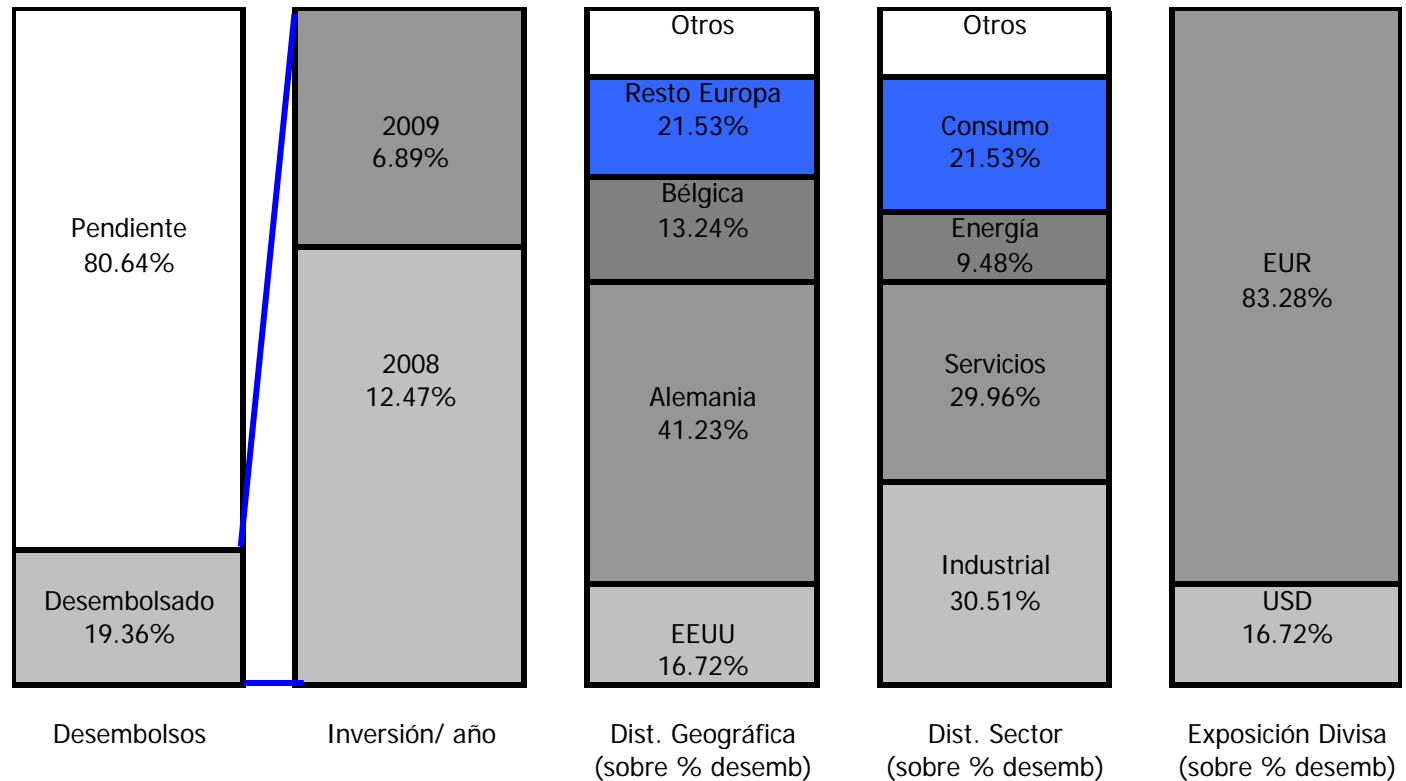 Pendiente
80.64%
Desembolsado
19.36%
Desembolsos
2009
6.89%
2008
12.47%
Inversión/ año
Otros
Resto Europa
21.53%
Bélgica
13.24%
Alemania
41.23%
EEUU
16.72%
Dist. Geográfica
(sobre % desemb)
Otros
Consumo
21.53%
Energía
9.48%
Servicios
29.96%
Industrial
30.51%
Dist. Sector
(sobre % desemb)
EUR
83.28%
USD
16.72%
Exposición Divisa
(sobre % desemb)